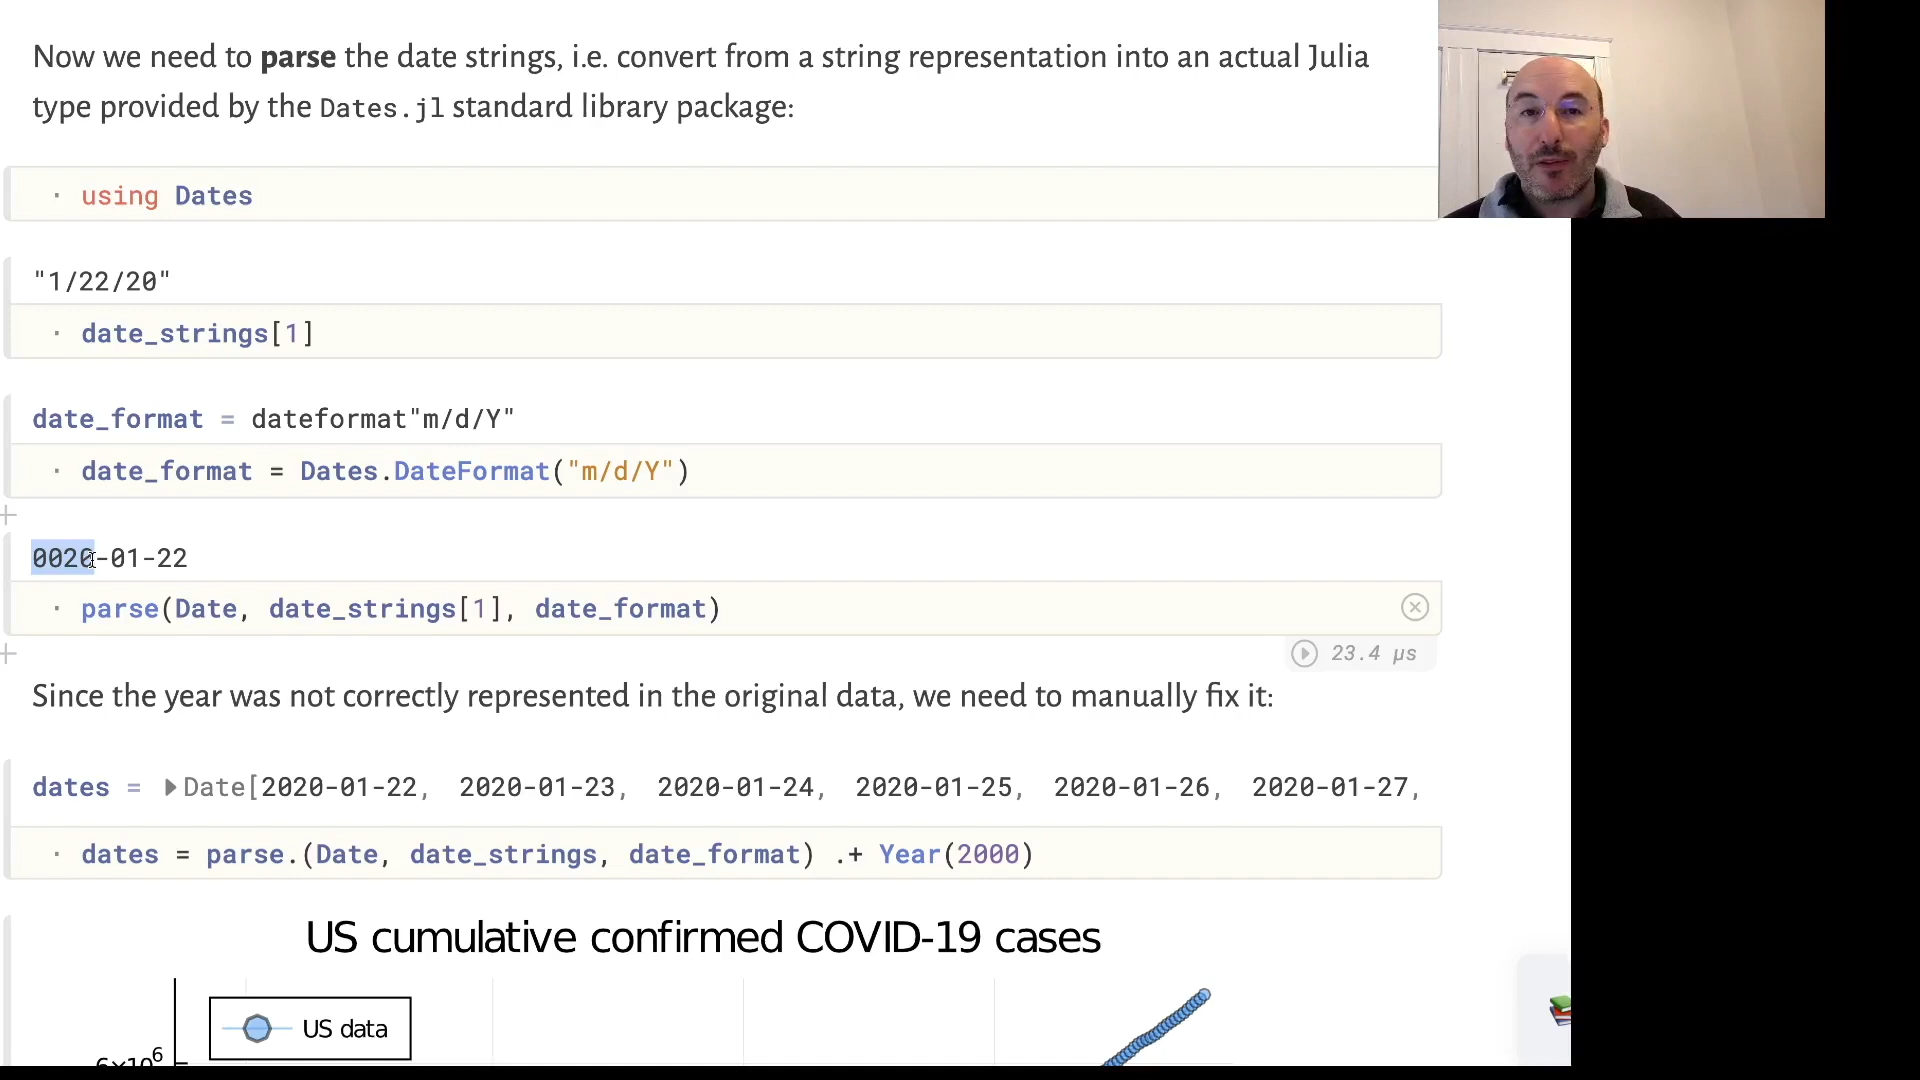 Now we need to parse the date strings, i.e. convert from a string representation into an actual Julia
type provided by the Dates.jl standard library package:
using Dates
"1/22/20"
date_strings[1]
date_format = dateformat"m/d/Y"
date_format = Dates.DateFormat("m/d/Y")
0020-01-22
parse(Date, date_strings[1], date_format)
23.4 μs
Since the year was not correctly represented in the original data, we need to manually fix it:
dates = Date[2020-01-22, 2020-01-23, 2020-01-24, 2020-01-25, 2020-01-26, 2020-01-27,
dates = parse.(Date, date_strings, date_format) .+ Year(2000)
US cumulative confirmed COVID-19 cases
US data
6×10⁶